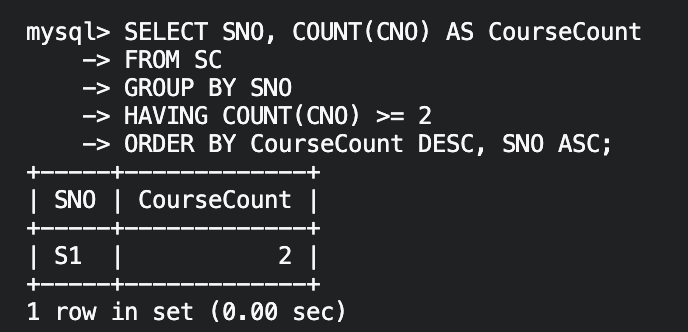 mysql> SELECT SNO, COUNT(CNO) AS CourseCount
    -> FROM SC
    -> GROUP BY SNO
    -> HAVING COUNT(CNO) >= 2
    -> ORDER BY CourseCount DESC, SNO ASC;
+-----+-------------+
| SNO | CourseCount |
+-----+-------------+
| S1  |           2 |
+-----+-------------+
1 row in set (0.00 sec)